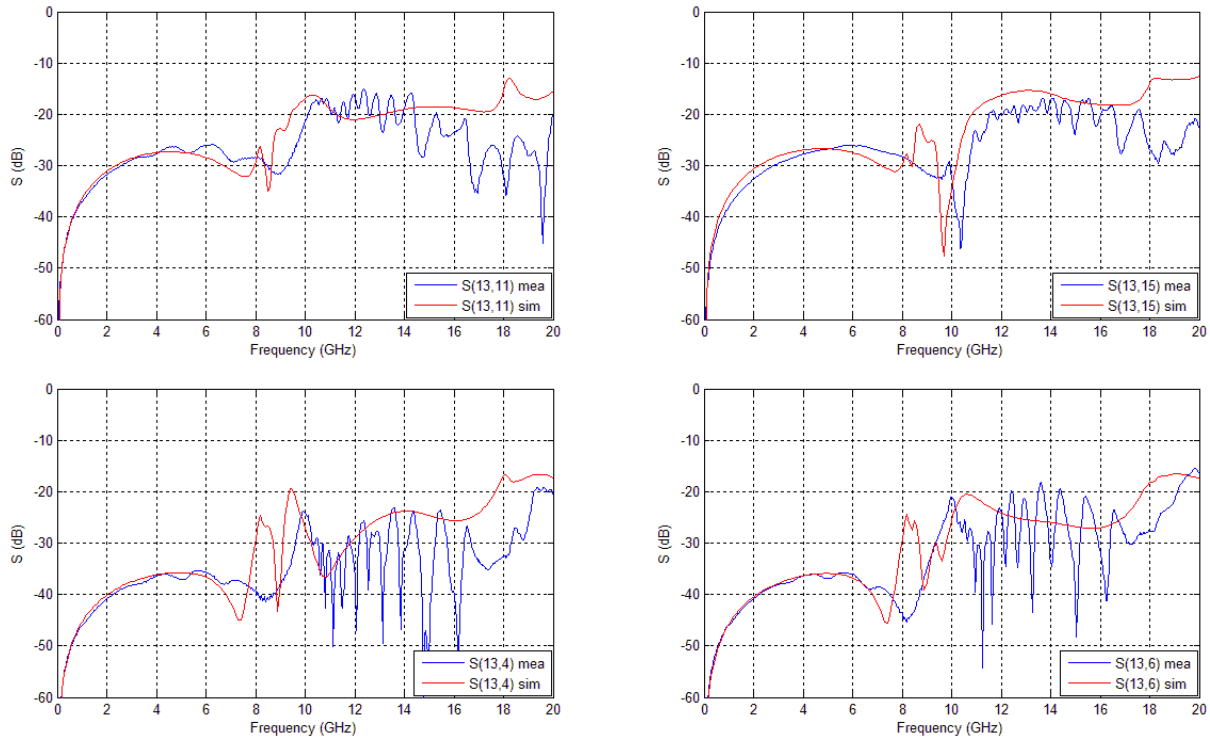 0
-10
-20
-30
-40
-50
-60
S (dB)
0 2 4 6 8 10 12 14 16 18 20
Frequency (GHz)
S(13,11) mea
S(13,11) sim
0
-10
-20
-30
-40
-50
-60
S (dB)
0 2 4 6 8 10 12 14 16 18 20
Frequency (GHz)
S(13,15) mea
S(13,15) sim
0
-10
-20
-30
-40
-50
-60
S (dB)
0 2 4 6 8 10 12 14 16 18 20
Frequency (GHz)
S(13,4) mea
S(13,4) sim
0
-10
-20
-30
-40
-50
-60
S (dB)
0 2 4 6 8 10 12 14 16 18 20
Frequency (GHz)
S(13,6) mea
S(13,6) sim